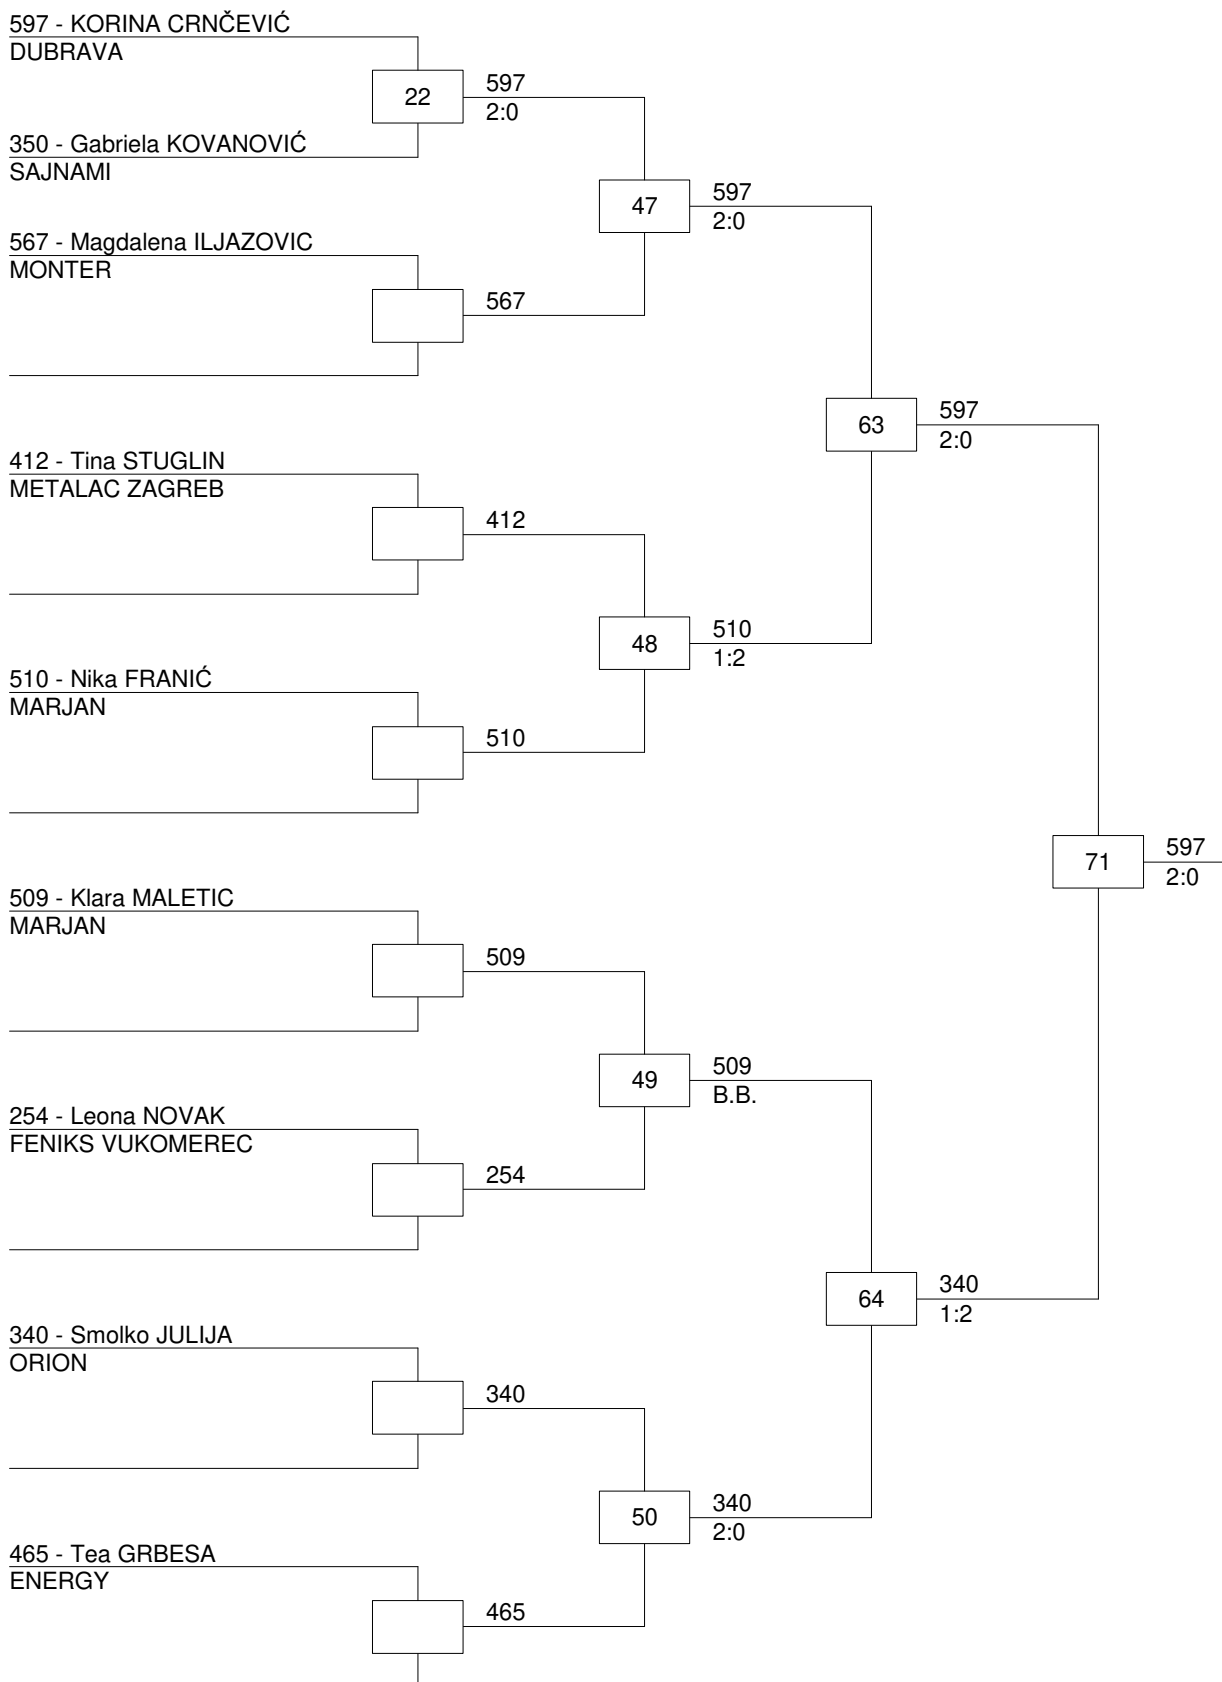 597 - KORINA CRNČEVIĆ
DUBRAVA
22
597
2:0
350 - Gabriela KOVANOVIĆ
SAJNAMI
47
597
2:0
567 - Magdalena ILJAZOVIC
MONTER
567
63
597
2:0
412 - Tina STUGLIN
METALAC ZAGREB
412
48
510
1:2
510 - Nika FRANIĆ
MARJAN
510
71
597
2:0
509 - Klara MALETIC
MARJAN
509
49
509
B.B.
254 - Leona NOVAK
FENIKS VUKOMEREC
254
64
340
1:2
340 - Smolko JULIJA
ORION
340
50
340
2:0
465 - Tea GRBESA
ENERGY
465